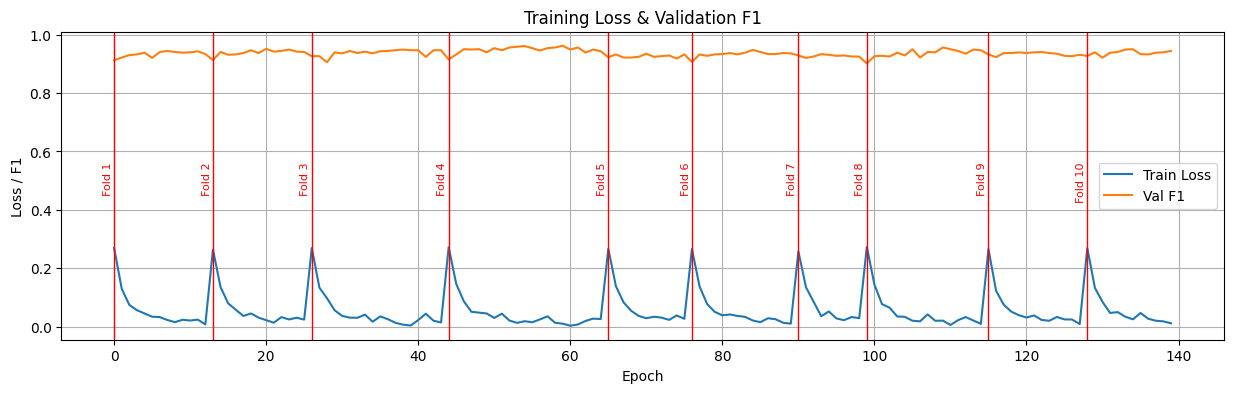 Training Loss & Validation F1
Loss / F1
1.0
0.8
0.6
0.4
0.2
0.0
Fold 1
Fold 2
Fold 3
Fold 4
Fold 5
Fold 6
Fold 7
Fold 8
Fold 9
Fold 10
Train Loss
Val F1
0
20
40
60
80
100
120
140
Epoch